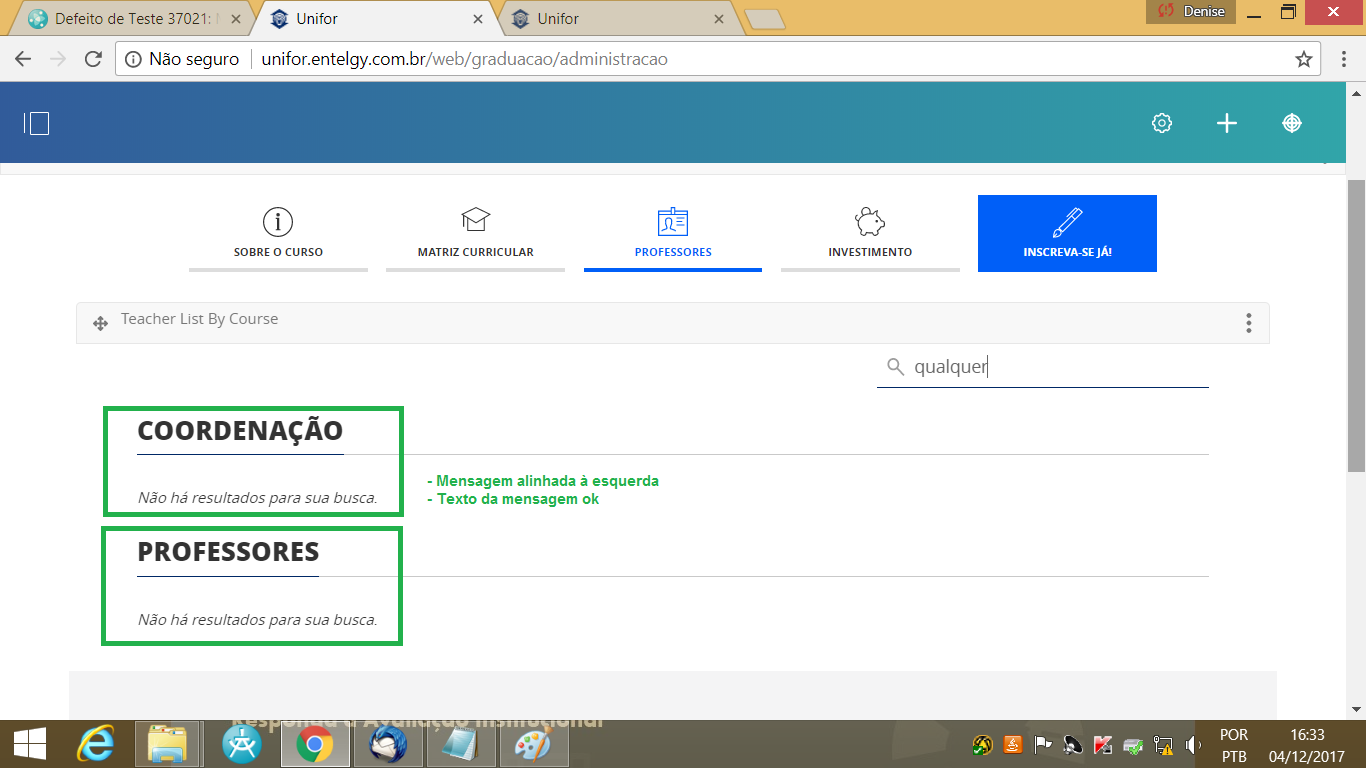 Defeito de Teste 37021:
Unifor
Unifor
Denise
Não seguro
unifor.entelgy.com.br/web/graduacao/administracao
SOBRE O CURSO
MATRIZ CURRICULAR
PROFESSORES
INVESTIMENTO
INSCREVA-SE JÁ!
Teacher List By Course
qualquer
COORDENAÇÃO
Não há resultados para sua busca.
- Mensagem alinhada à esquerda
- Texto da mensagem ok
PROFESSORES
Não há resultados para sua busca.
Avaliação Institucional
POR
PTB
16:33
04/12/2017